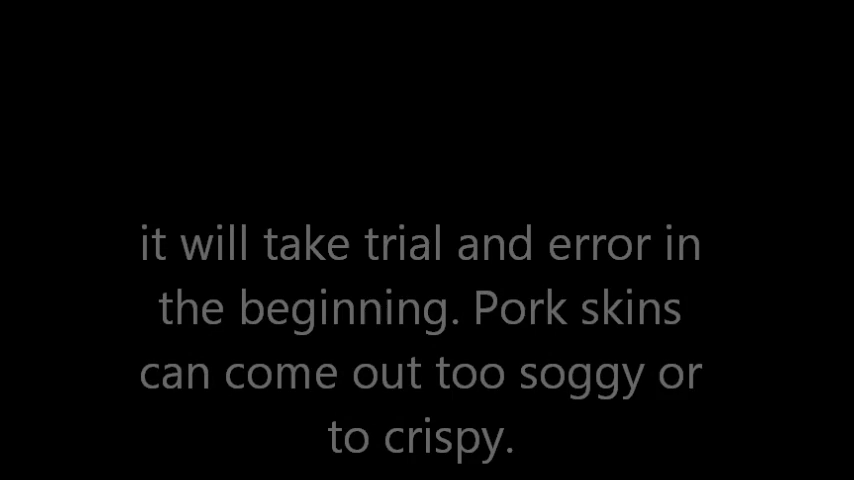 it will take trial and error in
the beginning. Pork skins
can come out too soggy or
to crispy.